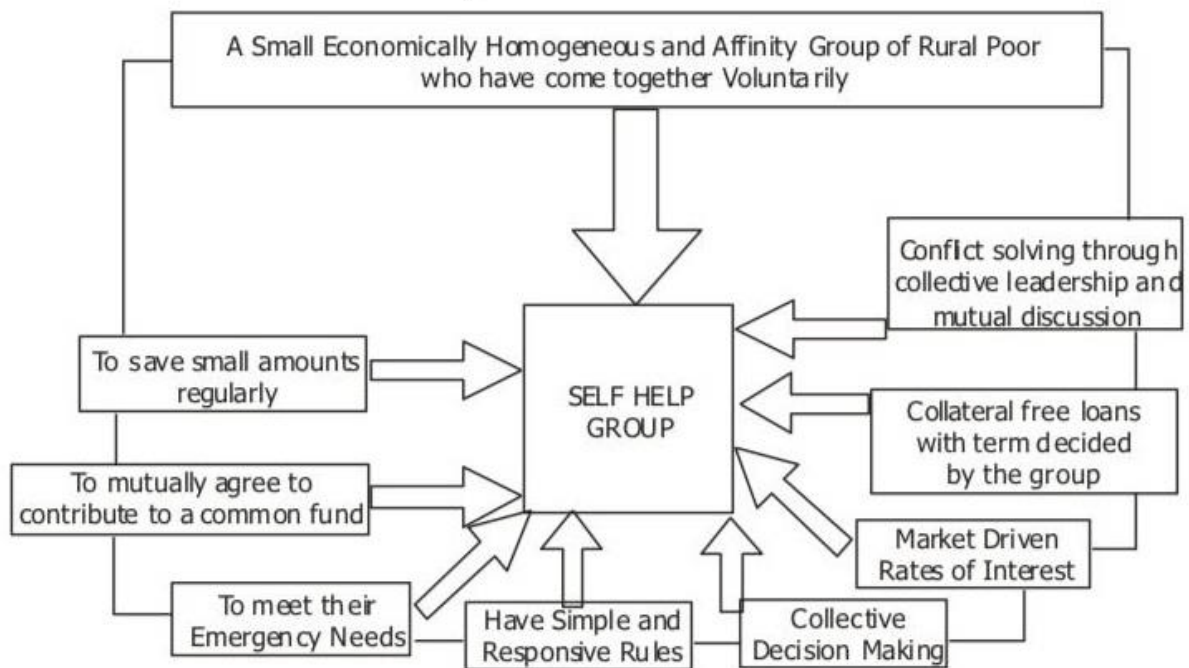 A Small Economically Homogeneous and Affinity Group of Rural Poor
who have come together Voluntarily
Conflict solving through
collective leadership and
mutual discussion
To save small amounts
regularly
SELF HELP
GROUP
Collateral free loans
with term decided
by the group
To mutually agree to
contribute to a common fund
Market Driven
Rates of Interest
To meet their
Emergency Needs
Have Simple and
Responsive Rules
Collective
Decision Making